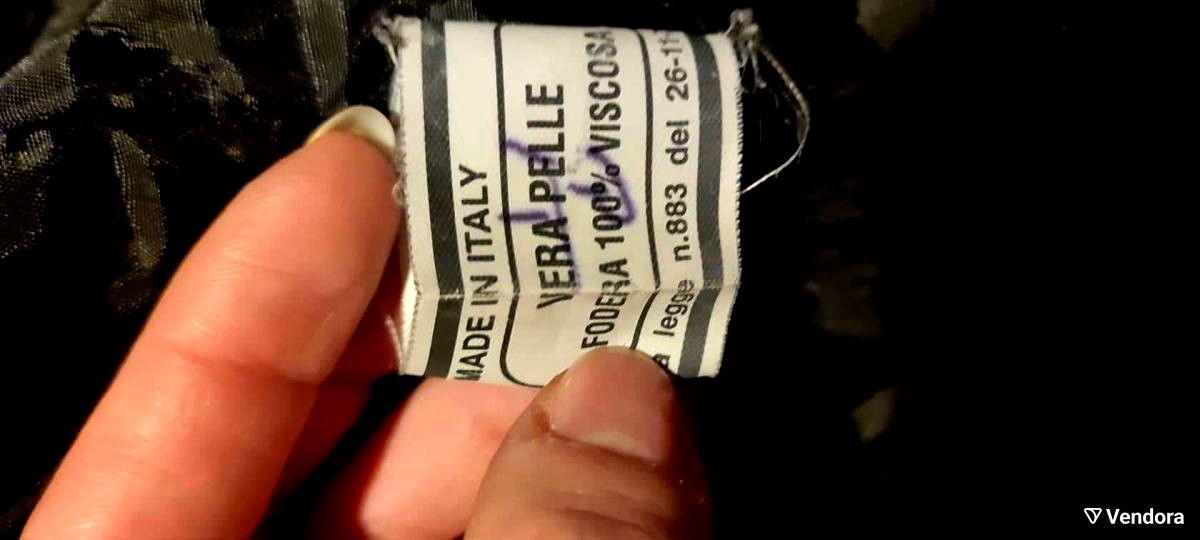 MADE IN ITALY
VERA PELLE
FODERA 100% VISCOSA
a legge n.883 del 26-11-
Vendora